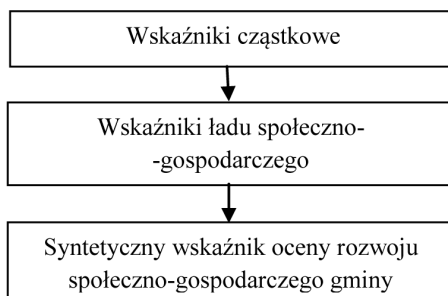 Wskaźniki cząstkowe
Wskaźniki ładu społeczno-
-gospodarczego
Syntetyczny wskaźnik oceny rozwoju
społeczno-gospodarczego gminy